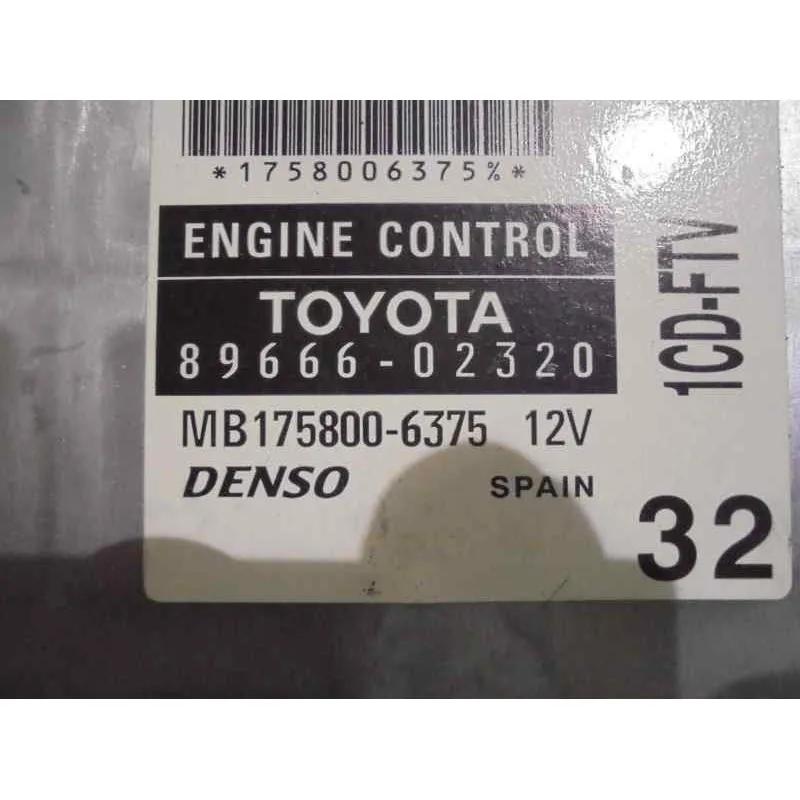 *1758006375%*
ENGINE CONTROL
TOYOTA
89666-02320
MB175800-6375 12V
DENSO SPAIN
1CD-FTV
32